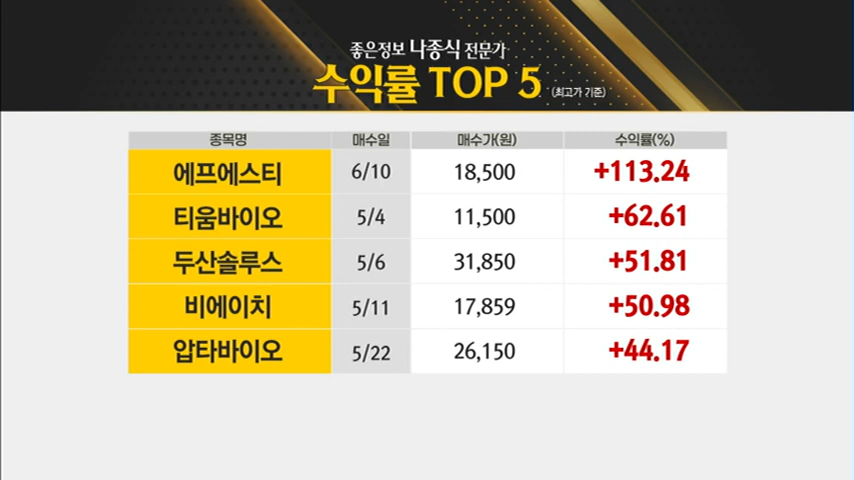 좋은정보 나종식 전문가
수익률 TOP 5 (최고가 기준)
종목명 매수일 매수가(원) 수익률(%)
에프에스티 6/10 18,500 +113.24
티움바이오 5/4 11,500 +62.61
두산솔루스 5/6 31,850 +51.81
비에이치 5/11 17,859 +50.98
압타바이오 5/22 26,150 +44.17